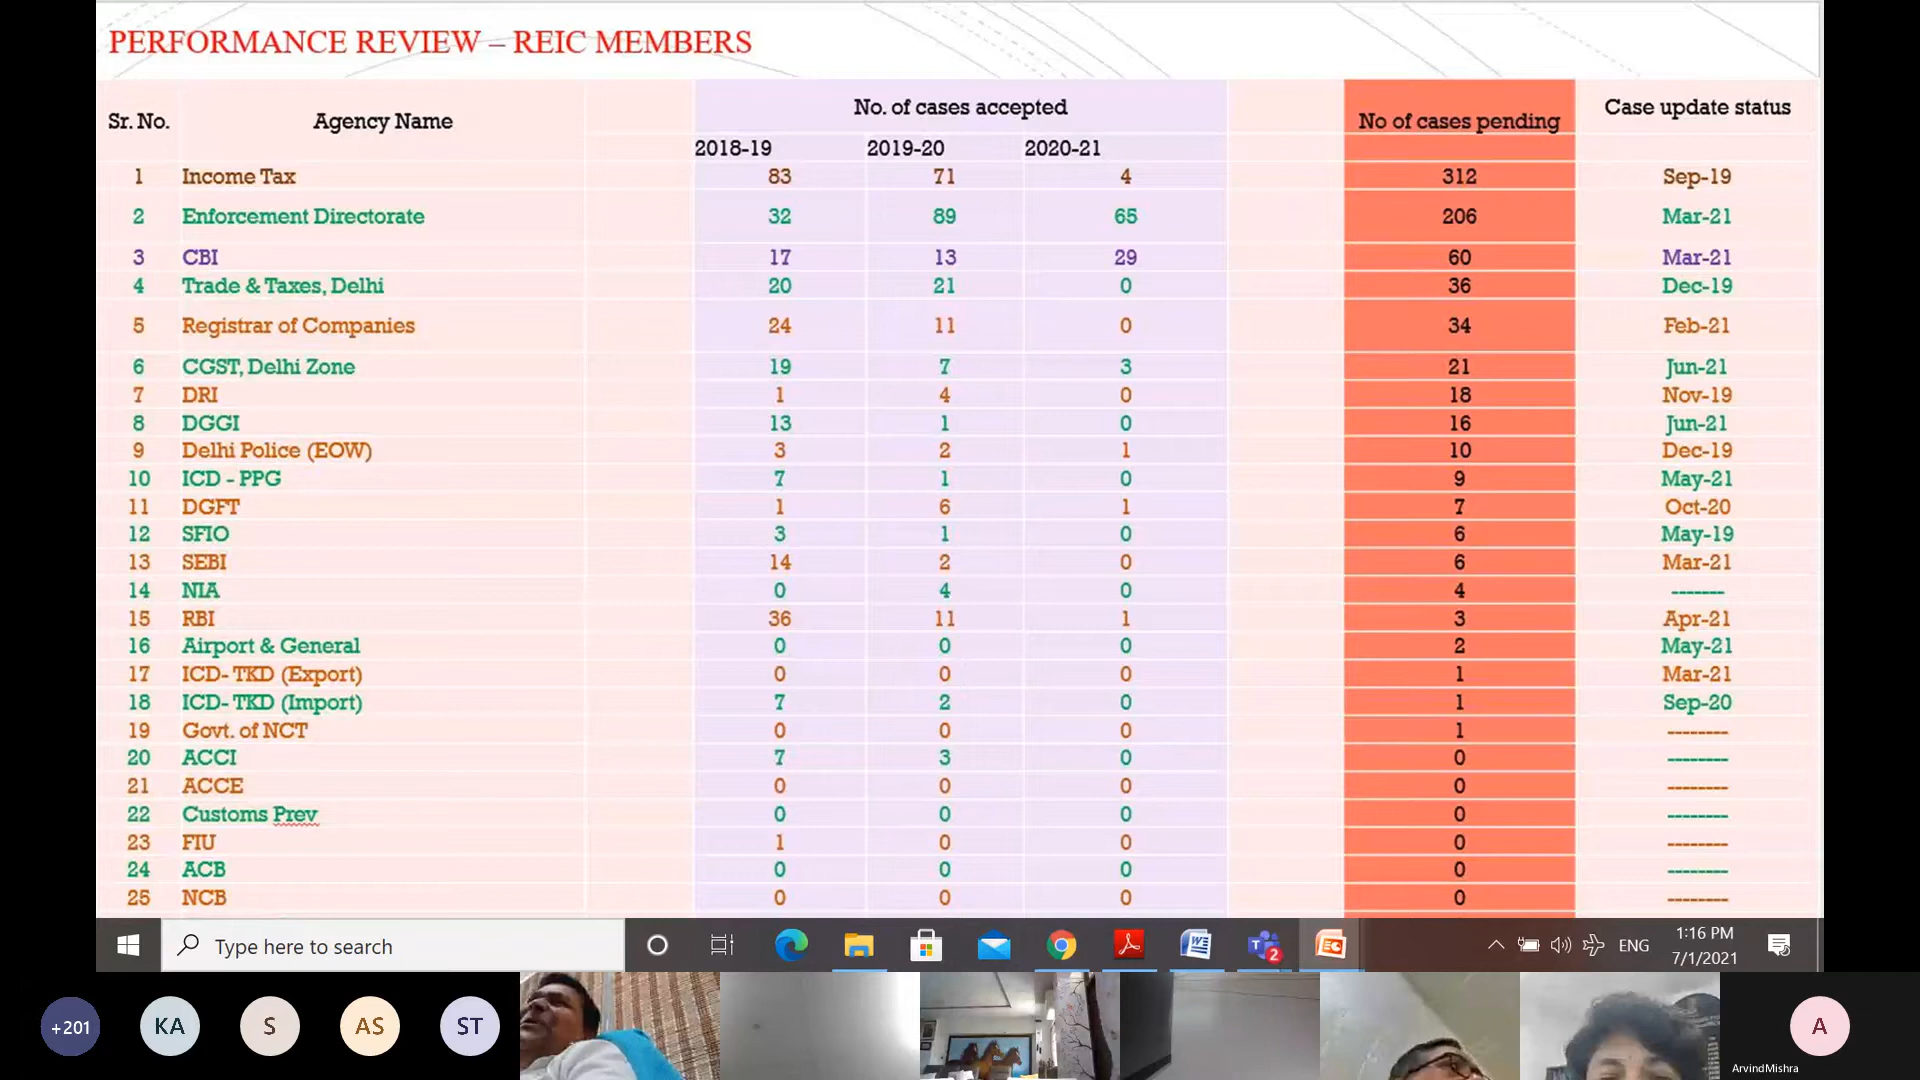 PERFORMANCE REVIEW – REIC MEMBERS
Sr. No. Agency Name No. of cases accepted No of cases pending Case update status
2018-19 2019-20 2020-21
1 Income Tax 83 71 4 312 Sep-19
2 Enforcement Directorate 32 89 65 206 Mar-21
3 CBI 17 13 29 60 Mar-21
4 Trade & Taxes, Delhi 20 21 0 36 Dec-19
5 Registrar of Companies 24 11 0 34 Feb-21
6 CGST, Delhi Zone 19 7 3 21 Jun-21
7 DRI 1 4 0 18 Nov-19
8 DGGI 13 1 0 16 Jun-21
9 Delhi Police (EOW) 3 2 1 10 Dec-19
10 ICD - PPG 7 1 0 9 May-21
11 DGFT 1 6 1 7 Oct-20
12 SFIO 3 1 0 6 May-19
13 SEBI 14 2 0 6 Mar-21
14 NIA 0 4 0 4 -------
15 RBI 36 11 1 3 Apr-21
16 Airport & General 0 0 0 2 May-21
17 ICD- TKD (Export) 0 0 0 1 Mar-21
18 ICD- TKD (Import) 7 2 0 1 Sep-20
19 Govt. of NCT 0 0 0 1 --------
20 ACCI 7 3 0 0 --------
21 ACCE 0 0 0 0 --------
22 Customs Prev 0 0 0 0 --------
23 FIU 1 0 0 0 --------
24 ACB 0 0 0 0 --------
25 NCB 0 0 0 0 --------
Type here to search
2
ENG
1:16 PM
7/1/2021
+201 KA S AS ST A
ArvindMishra